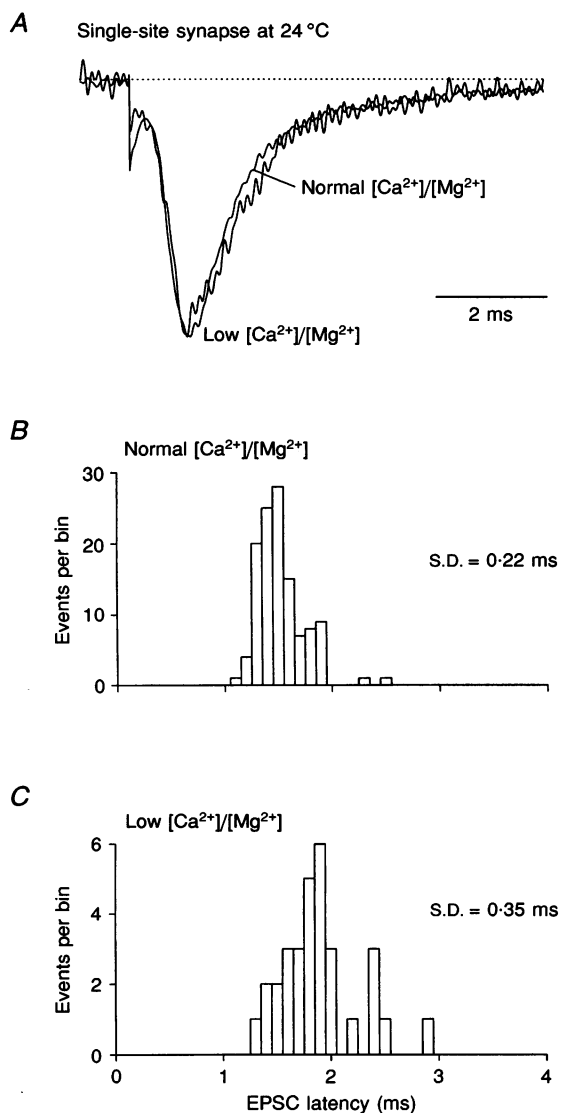 A
Single-site synapse at 24 °C
Normal [Ca²⁺]/[Mg²⁺]
2 ms
Low [Ca²⁺]/[Mg²⁺]
B
Normal [Ca²⁺]/[Mg²⁺]
30
20
10
0
Events per bin
S.D. = 0·22 ms
C
Low [Ca²⁺]/[Mg²⁺]
6
4
2
0
Events per bin
S.D. = 0·35 ms
0 1 2 3 4
EPSC latency (ms)